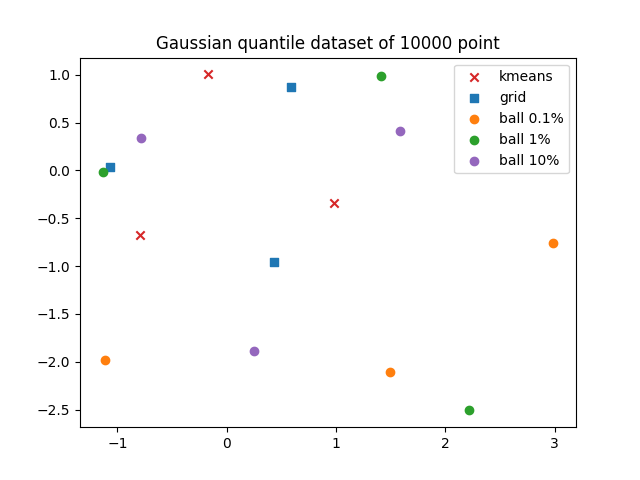 Gaussian quantile dataset of 10000 point
kmeans
grid
ball 0.1%
ball 1%
ball 10%
1.0
0.5
0.0
−0.5
−1.0
−1.5
−2.0
−2.5
−1 0 1 2 3